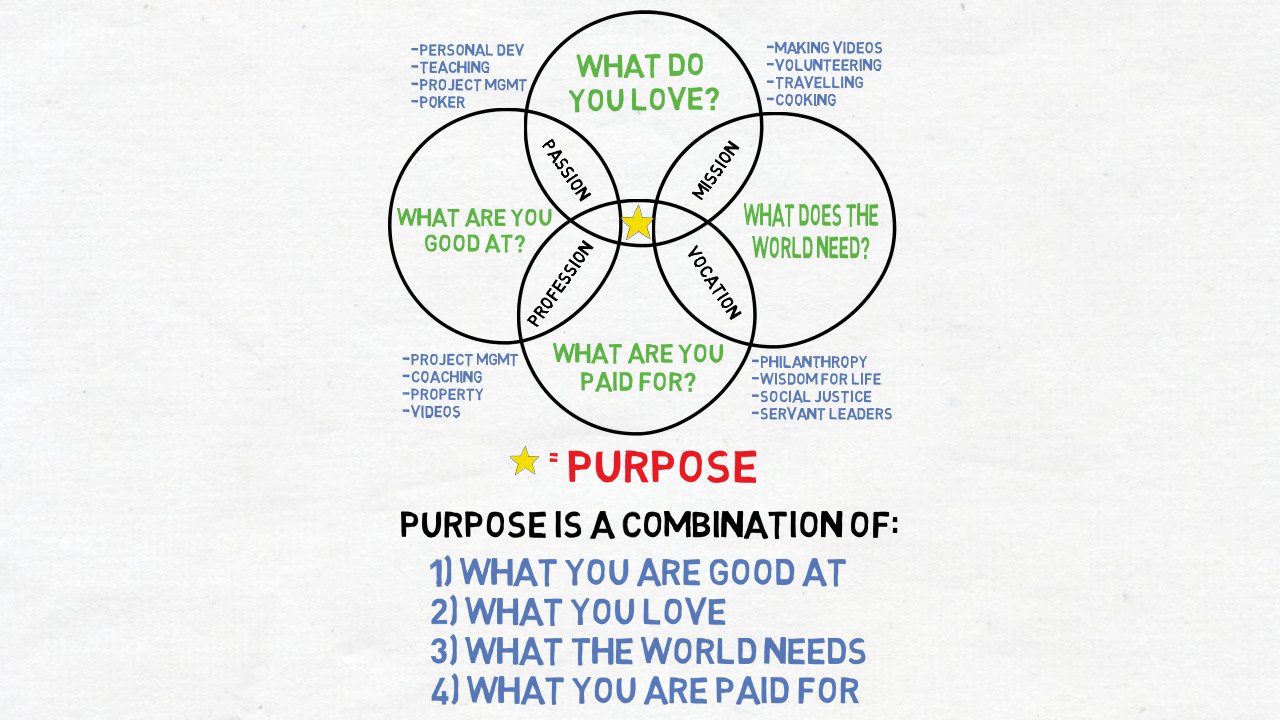 -PERSONAL DEV
-TEACHING
-PROJECT MGMT
-POKER
WHAT DO
YOU LOVE?
-MAKING VIDEOS
-VOLUNTEERING
-TRAVELLING
-COOKING
PASSION
MISSION
WHAT ARE YOU
GOOD AT?
WHAT DOES THE
WORLD NEED?
PROFESSION
VOCATION
-PROJECT MGMT
-COACHING
-PROPERTY
-VIDEOS
WHAT ARE YOU
PAID FOR?
-PHILANTHROPY
-WISDOM FOR LIFE
-SOCIAL JUSTICE
-SERVANT LEADERS
= PURPOSE
PURPOSE IS A COMBINATION OF:
1) WHAT YOU ARE GOOD AT
2) WHAT YOU LOVE
3) WHAT THE WORLD NEEDS
4) WHAT YOU ARE PAID FOR